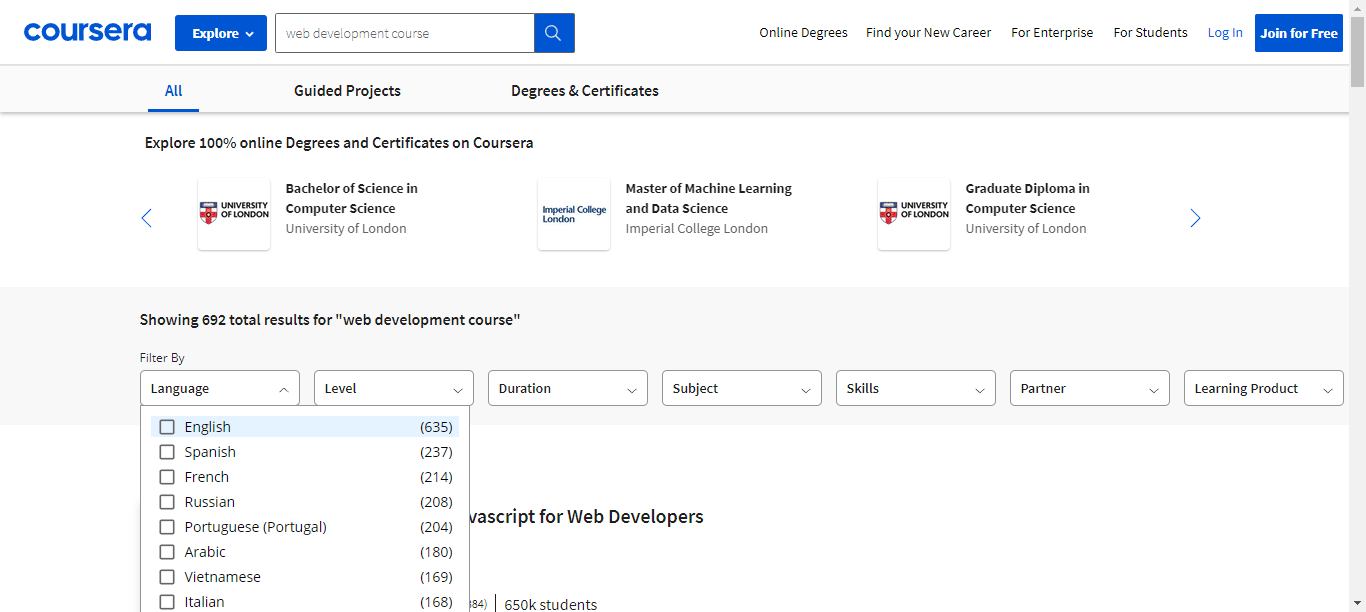 coursera Explore web development course Online Degrees Find your New Career For Enterprise For Students Log In Join for Free
All Guided Projects Degrees & Certificates
Explore 100% online Degrees and Certificates on Coursera
UNIVERSITY OF LONDON
Bachelor of Science in
Computer Science
University of London
Imperial College
London
Master of Machine Learning
and Data Science
Imperial College London
UNIVERSITY OF LONDON
Graduate Diploma in
Computer Science
University of London
Showing 692 total results for "web development course"
Filter By
Language Level Duration Subject Skills Partner Learning Product
English (635)
Spanish (237)
French (214)
Russian (208)
Portuguese (Portugal) (204)
Arabic (180)
Vietnamese (169)
Italian (168)
vascript for Web Developers
84) 650k students